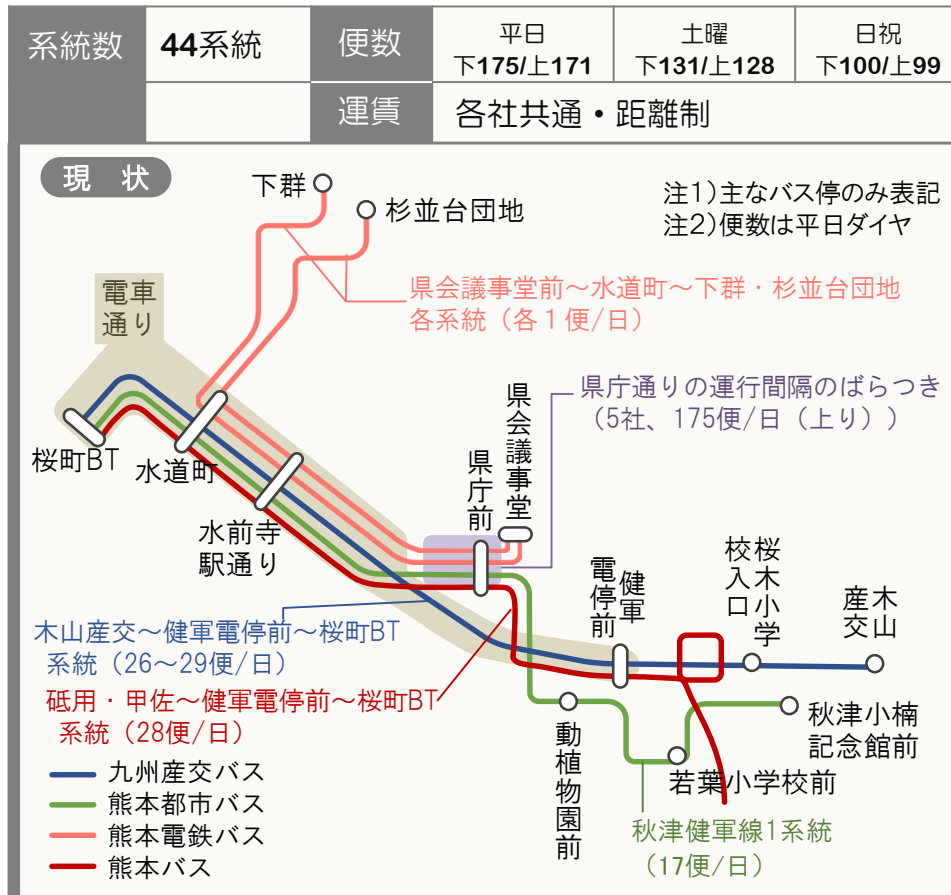 系統数
44系統
便数
平日
下175/上171
土曜
下131/上128
日祝
下100/上99
運賃
各社共通・距離制
現 状
注1)主なバス停のみ表記
注2)便数は平日ダイヤ
下群
杉並台団地
電車
通り
県会議事堂前～水道町～下群・杉並台団地
各系統（各１便/日）
県庁通りの運行間隔のばらつき
（5社、175便/日（上り））
桜町BT
水道町
水前寺
駅通り
県庁前
県会議事堂
健軍
電停前
桜木小学
校入口
木山
産交
木山産交～健軍電停前～桜町BT
系統（26～29便/日）
砥用・甲佐～健軍電停前～桜町BT
系統（28便/日）
動植物園前
若葉小学校前
秋津小楠
記念館前
秋津健軍線1系統
（17便/日）
九州産交バス
熊本都市バス
熊本電鉄バス
熊本バス